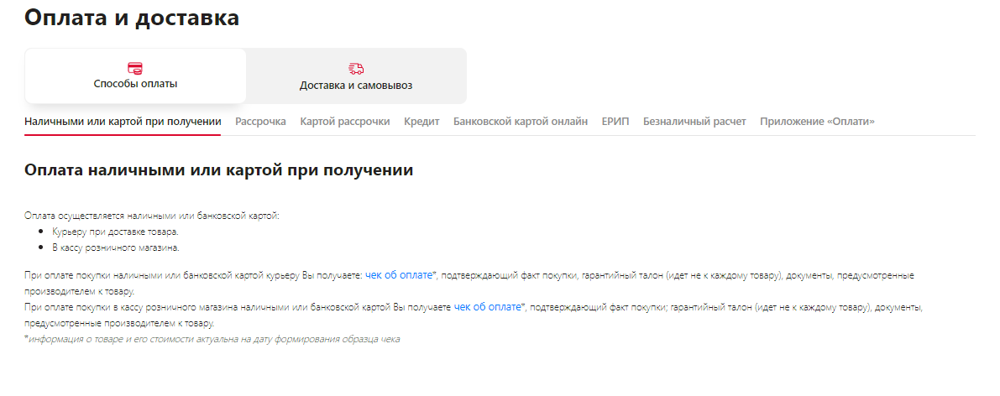 Оплата и доставка
Способы оплаты
Доставка и самовывоз
Наличными или картой при получении Рассрочка Картой рассрочки Кредит Банковской картой онлайн ЕРИП Безналичный расчет Приложение «Оплати»
Оплата наличными или картой при получении
Оплата осуществляется наличными или банковской картой:
• Курьеру при доставке товара.
• В кассу розничного магазина.
При оплате покупки наличными или банковской картой курьеру Вы получаете: чек об оплате*, подтверждающий факт покупки, гарантийный талон (идет не к каждому товару), документы, предусмотренные
производителем к товару.
При оплате покупки в кассу розничного магазина наличными или банковской картой Вы получаете чек об оплате*, подтверждающий факт покупки; гарантийный талон (идет не к каждому товару), документы,
предусмотренные производителем к товару.
*информация о товаре и его стоимости актуальна на дату формирования образца чека